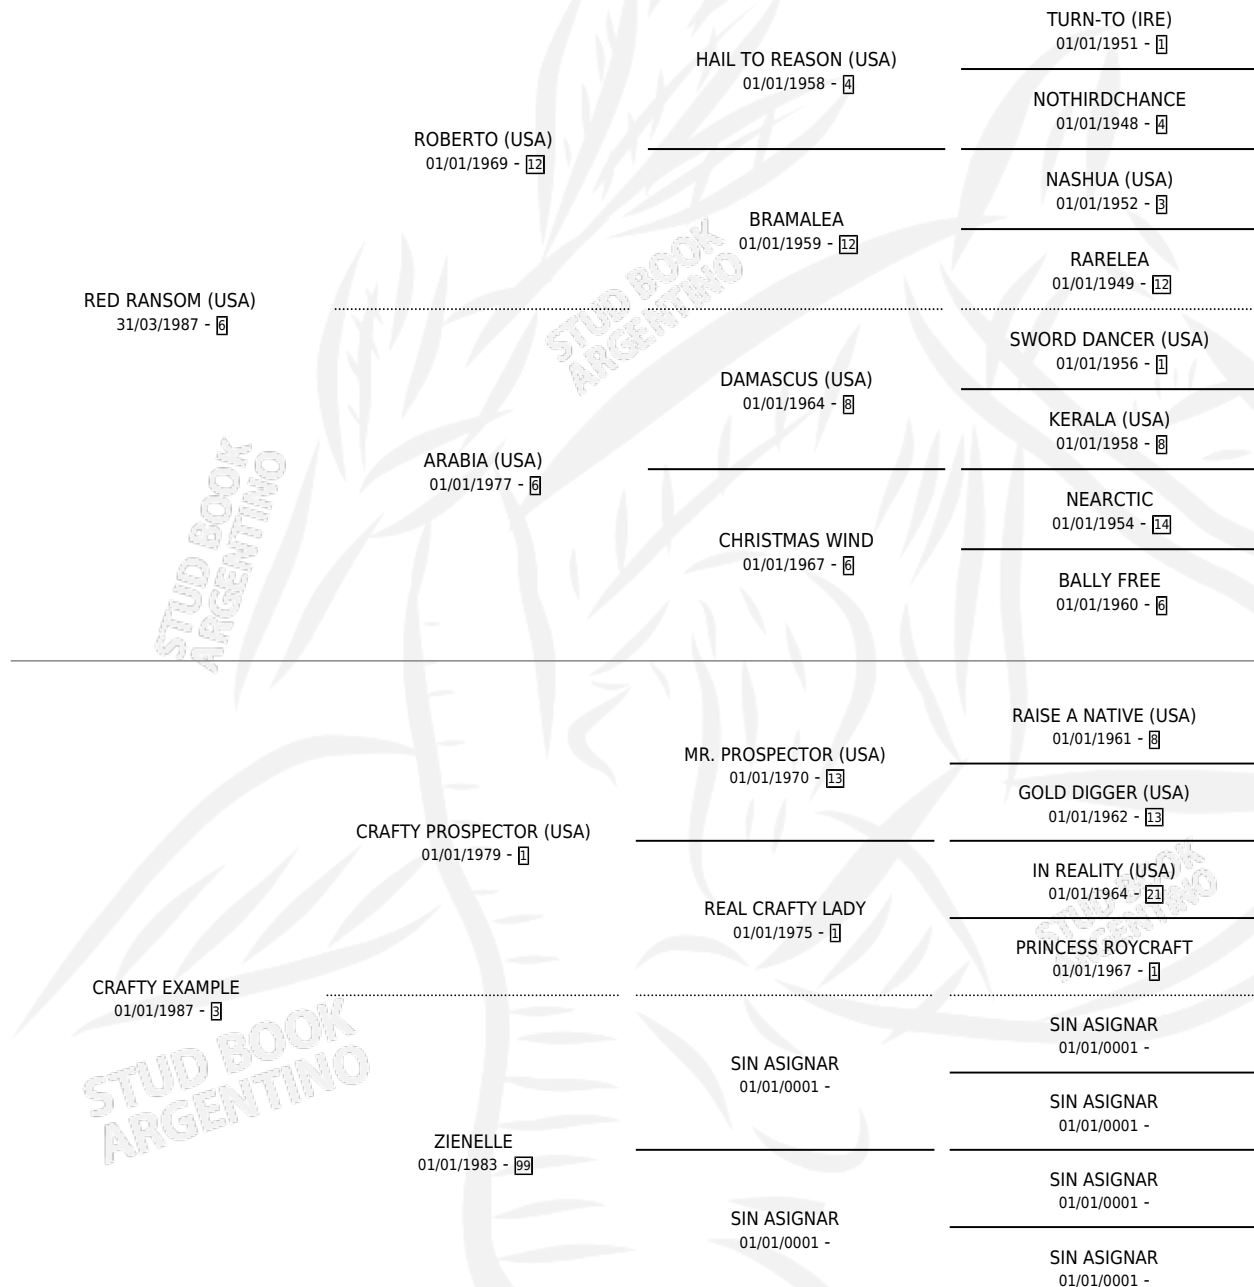 TURN-TO (IRE)
01/01/1951 - 1
HAIL TO REASON (USA)
01/01/1958 - 4
NOTHIRDCHANCE
01/01/1948 - 4
ROBERTO (USA)
01/01/1969 - 12
NASHUA (USA)
01/01/1952 - 3
BRAMALEA
01/01/1959 - 12
RARELEA
01/01/1949 - 12
RED RANSOM (USA)
31/03/1987 - 6
SWORD DANCER (USA)
01/01/1956 - 1
DAMASCUS (USA)
01/01/1964 - 8
KERALA (USA)
01/01/1958 - 8
ARABIA (USA)
01/01/1977 - 6
NEARCTIC
01/01/1954 - 14
CHRISTMAS WIND
01/01/1967 - 6
BALLY FREE
01/01/1960 - 6
STUD BOOK
ARGENTINO
STUD BOOK
ARGENTINO
RAISE A NATIVE (USA)
01/01/1961 - 8
MR. PROSPECTOR (USA)
01/01/1970 - 13
GOLD DIGGER (USA)
01/01/1962 - 13
CRAFTY PROSPECTOR (USA)
01/01/1979 - 1
IN REALITY (USA)
01/01/1964 - 21
REAL CRAFTY LADY
01/01/1975 - 1
PRINCESS ROYCRAFT
01/01/1967 - 1
CRAFTY EXAMPLE
01/01/1987 - 3
SIN ASIGNAR
01/01/0001 -
SIN ASIGNAR
01/01/0001 -
SIN ASIGNAR
01/01/0001 -
ZIENELLE
01/01/1983 - 99
SIN ASIGNAR
01/01/0001 -
SIN ASIGNAR
01/01/0001 -
SIN ASIGNAR
01/01/0001 -
STUD BOOK
ARGENTINO
STUD BOOK
ARGENTINO